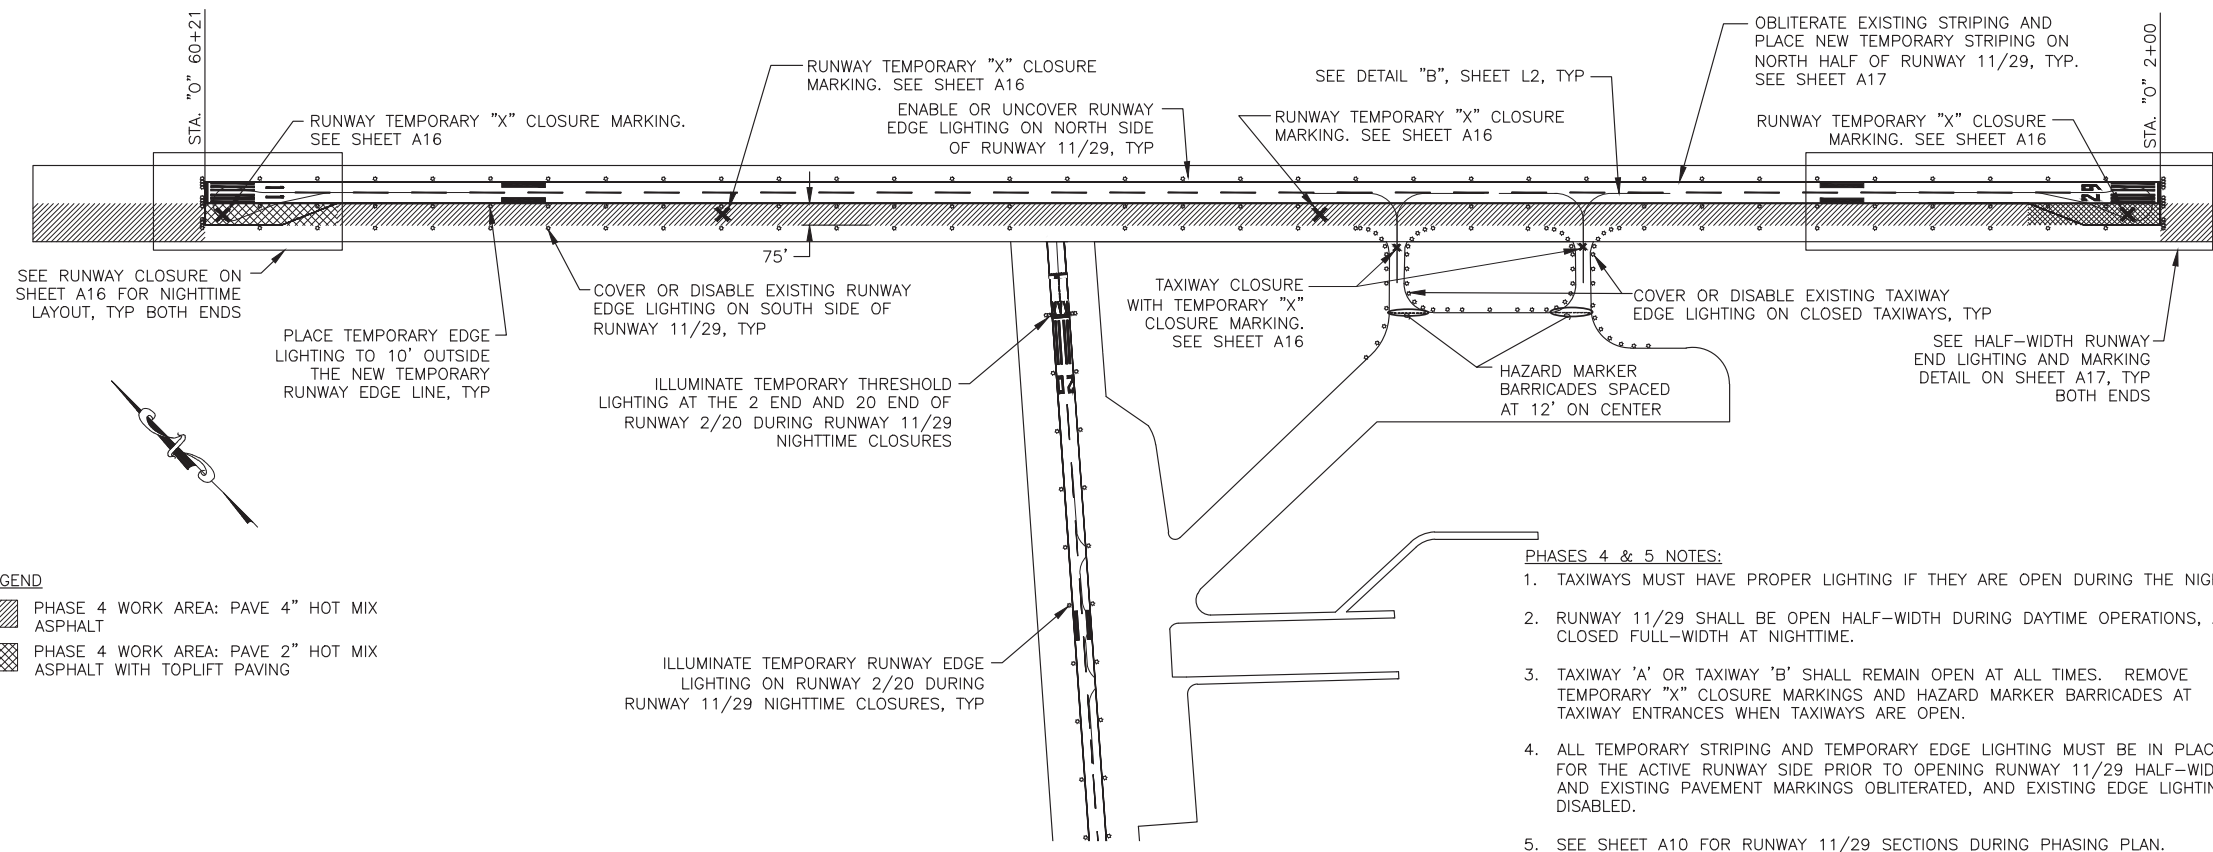 STA. "O" 60+21
RUNWAY TEMPORARY "X" CLOSURE MARKING.
SEE SHEET A16
RUNWAY TEMPORARY "X" CLOSURE
MARKING. SEE SHEET A16
ENABLE OR UNCOVER RUNWAY
EDGE LIGHTING ON NORTH SIDE
OF RUNWAY 11/29, TYP
SEE DETAIL "B", SHEET L2, TYP
RUNWAY TEMPORARY "X" CLOSURE
MARKING. SEE SHEET A16
OBLITERATE EXISTING STRIPING AND
PLACE NEW TEMPORARY STRIPING ON
NORTH HALF OF RUNWAY 11/29, TYP.
SEE SHEET A17
RUNWAY TEMPORARY "X" CLOSURE
MARKING. SEE SHEET A16
STA. "O" 2+00
11
29
75'
SEE RUNWAY CLOSURE ON
SHEET A16 FOR NIGHTTIME
LAYOUT, TYP BOTH ENDS
PLACE TEMPORARY EDGE
LIGHTING TO 10' OUTSIDE
THE NEW TEMPORARY
RUNWAY EDGE LINE, TYP
COVER OR DISABLE EXISTING RUNWAY
EDGE LIGHTING ON SOUTH SIDE OF
RUNWAY 11/29, TYP
ILLUMINATE TEMPORARY THRESHOLD
LIGHTING AT THE 2 END AND 20 END OF
RUNWAY 2/20 DURING RUNWAY 11/29
NIGHTTIME CLOSURES
20
TAXIWAY CLOSURE
WITH TEMPORARY "X"
CLOSURE MARKING.
SEE SHEET A16
COVER OR DISABLE EXISTING TAXIWAY
EDGE LIGHTING ON CLOSED TAXIWAYS, TYP
HAZARD MARKER
BARRICADES SPACED
AT 12' ON CENTER
SEE HALF-WIDTH RUNWAY
END LIGHTING AND MARKING
DETAIL ON SHEET A17, TYP
BOTH ENDS
GEND
PHASE 4 WORK AREA: PAVE 4" HOT MIX
ASPHALT
PHASE 4 WORK AREA: PAVE 2" HOT MIX
ASPHALT WITH TOPLIFT PAVING
ILLUMINATE TEMPORARY RUNWAY EDGE
LIGHTING ON RUNWAY 2/20 DURING
RUNWAY 11/29 NIGHTTIME CLOSURES, TYP
PHASES 4 & 5 NOTES:
1. TAXIWAYS MUST HAVE PROPER LIGHTING IF THEY ARE OPEN DURING THE NIG
2. RUNWAY 11/29 SHALL BE OPEN HALF-WIDTH DURING DAYTIME OPERATIONS,
CLOSED FULL-WIDTH AT NIGHTTIME.
3. TAXIWAY 'A' OR TAXIWAY 'B' SHALL REMAIN OPEN AT ALL TIMES. REMOVE
TEMPORARY "X" CLOSURE MARKINGS AND HAZARD MARKER BARRICADES AT
TAXIWAY ENTRANCES WHEN TAXIWAYS ARE OPEN.
4. ALL TEMPORARY STRIPING AND TEMPORARY EDGE LIGHTING MUST BE IN PLAC
FOR THE ACTIVE RUNWAY SIDE PRIOR TO OPENING RUNWAY 11/29 HALF-WID
AND EXISTING PAVEMENT MARKINGS OBLITERATED, AND EXISTING EDGE LIGHTIN
DISABLED.
5. SEE SHEET A10 FOR RUNWAY 11/29 SECTIONS DURING PHASING PLAN.